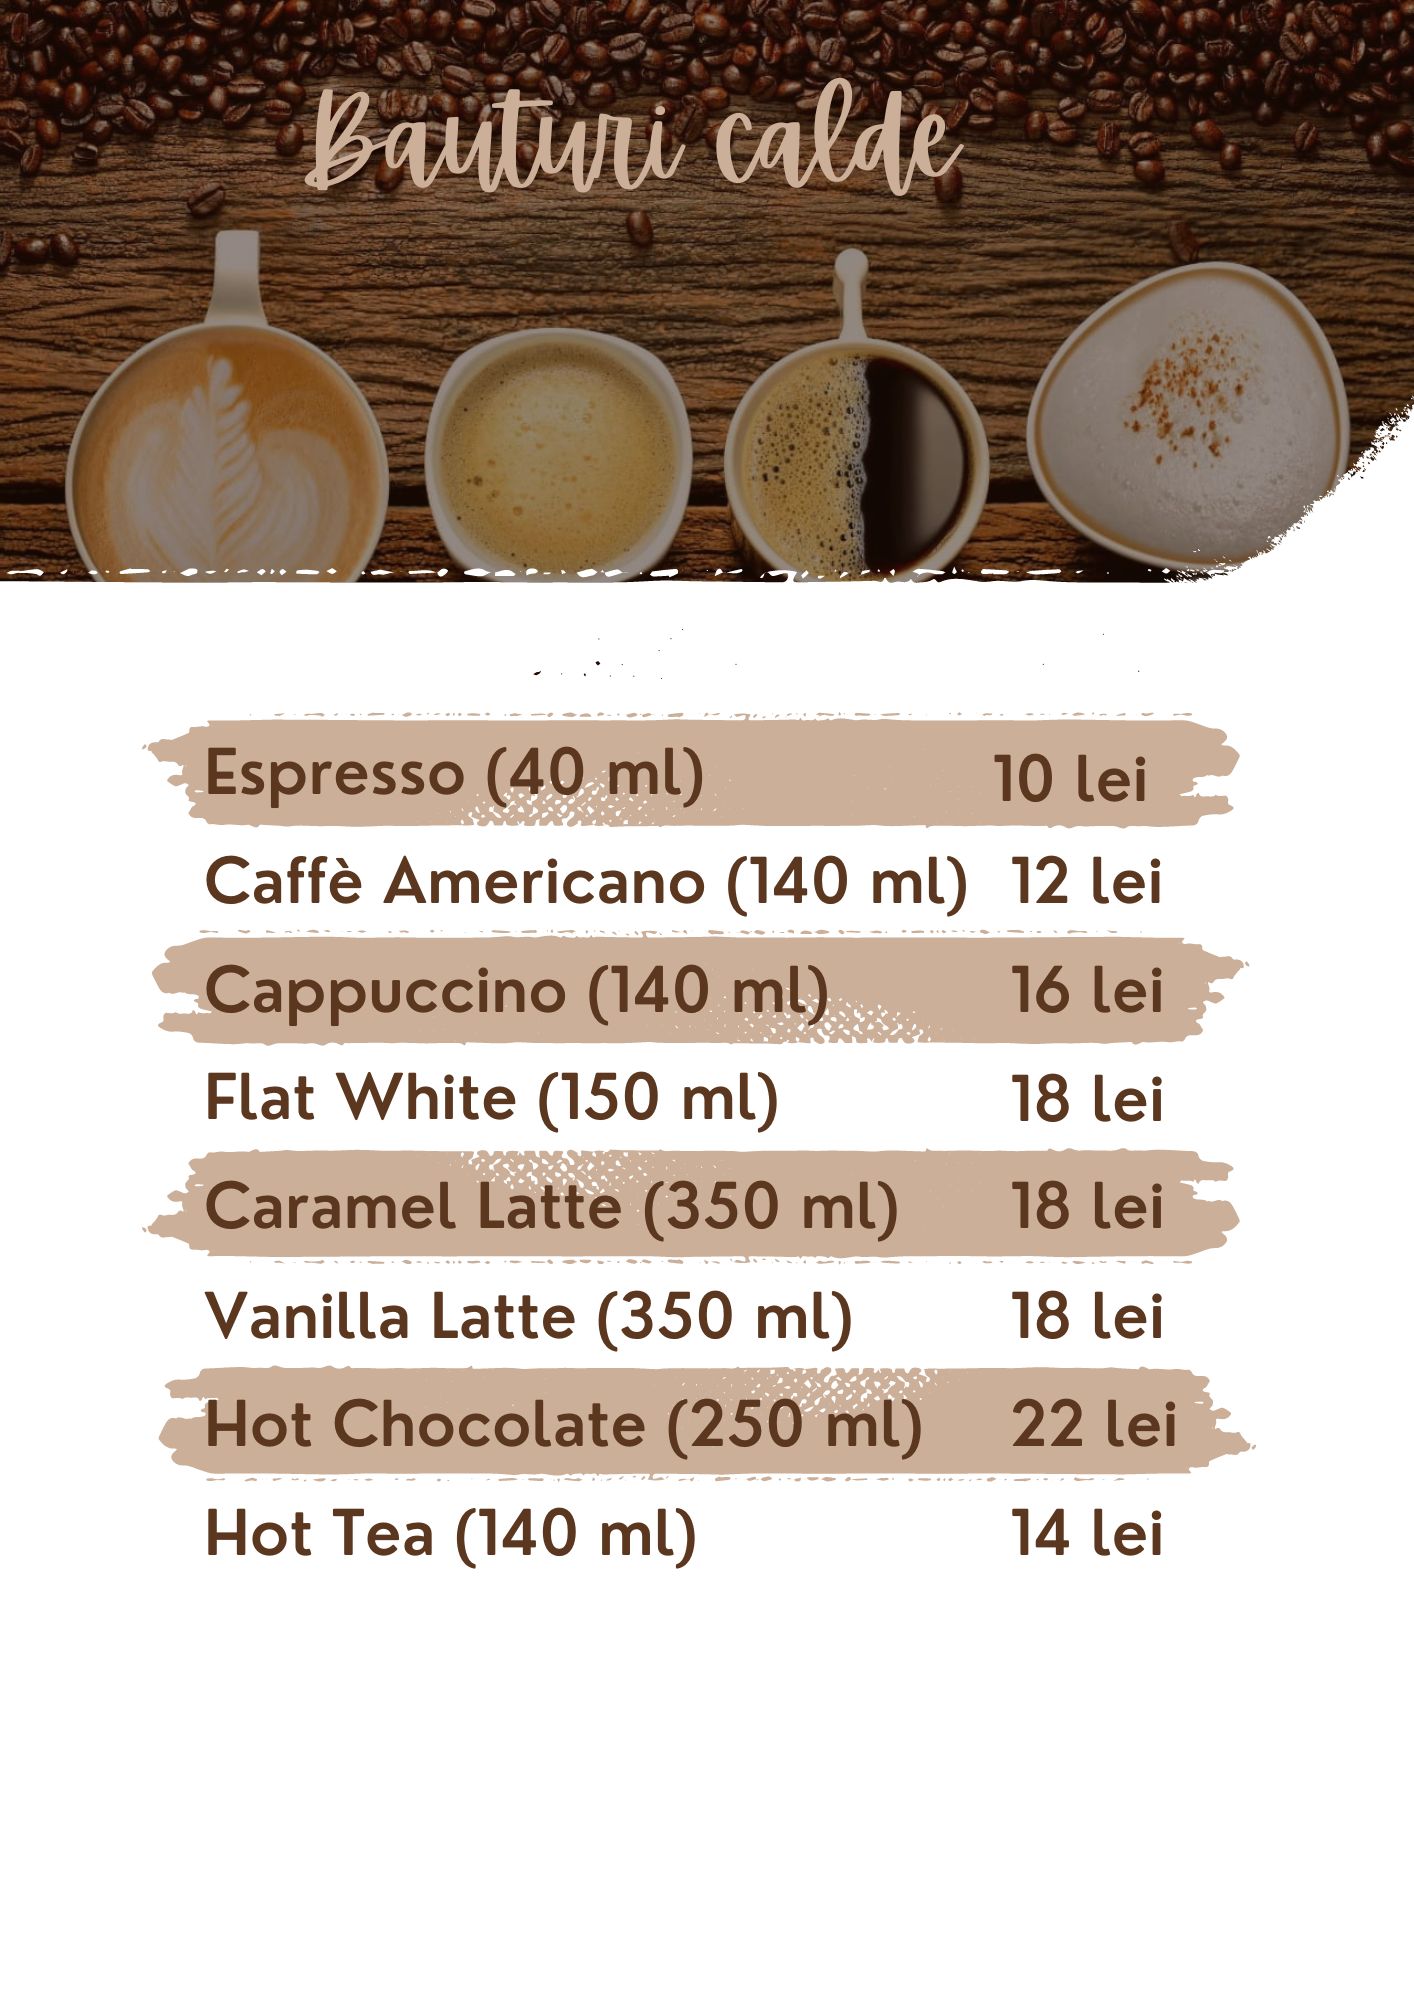 Bauturi calde
Espresso (40 ml) 10 lei
Caffè Americano (140 ml) 12 lei
Cappuccino (140 ml) 16 lei
Flat White (150 ml) 18 lei
Caramel Latte (350 ml) 18 lei
Vanilla Latte (350 ml) 18 lei
Hot Chocolate (250 ml) 22 lei
Hot Tea (140 ml) 14 lei